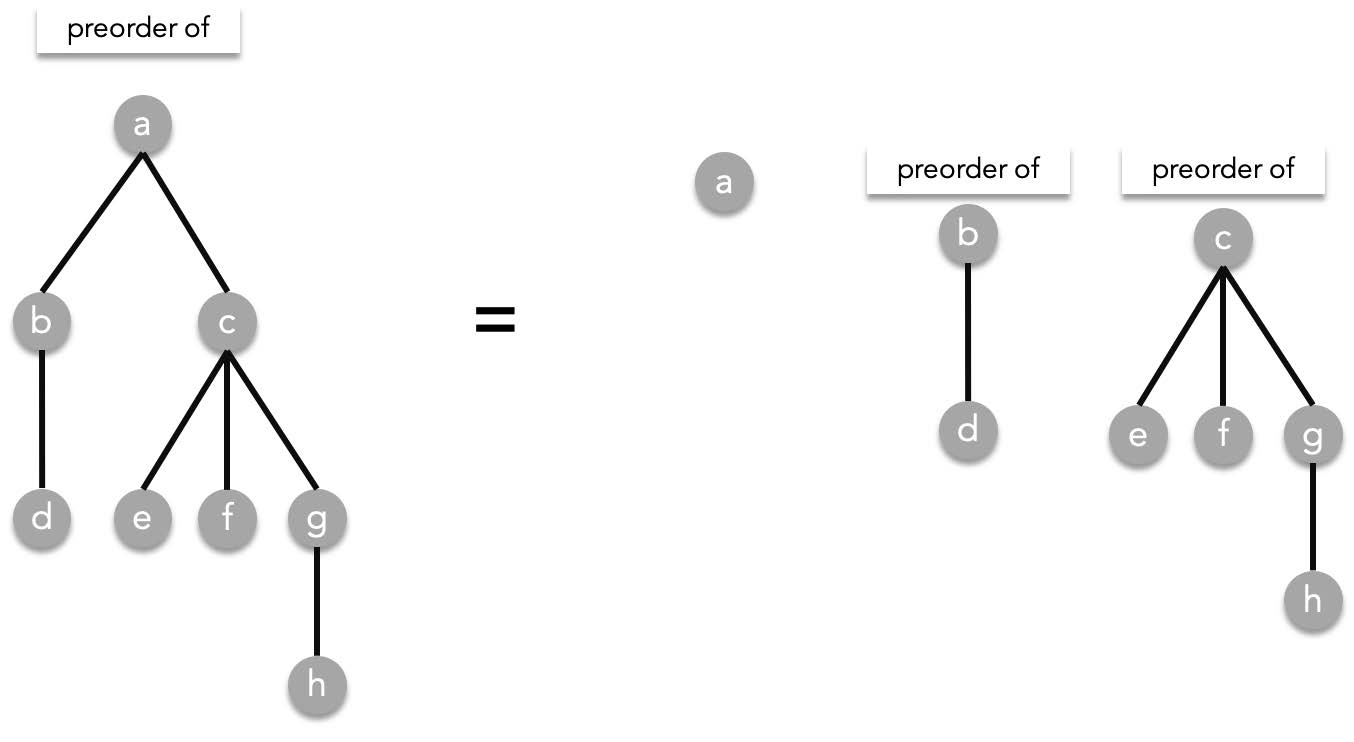 preorder of
a
b c
d e f g
h
=
a
preorder of
b
d
preorder of
c
e f g
h